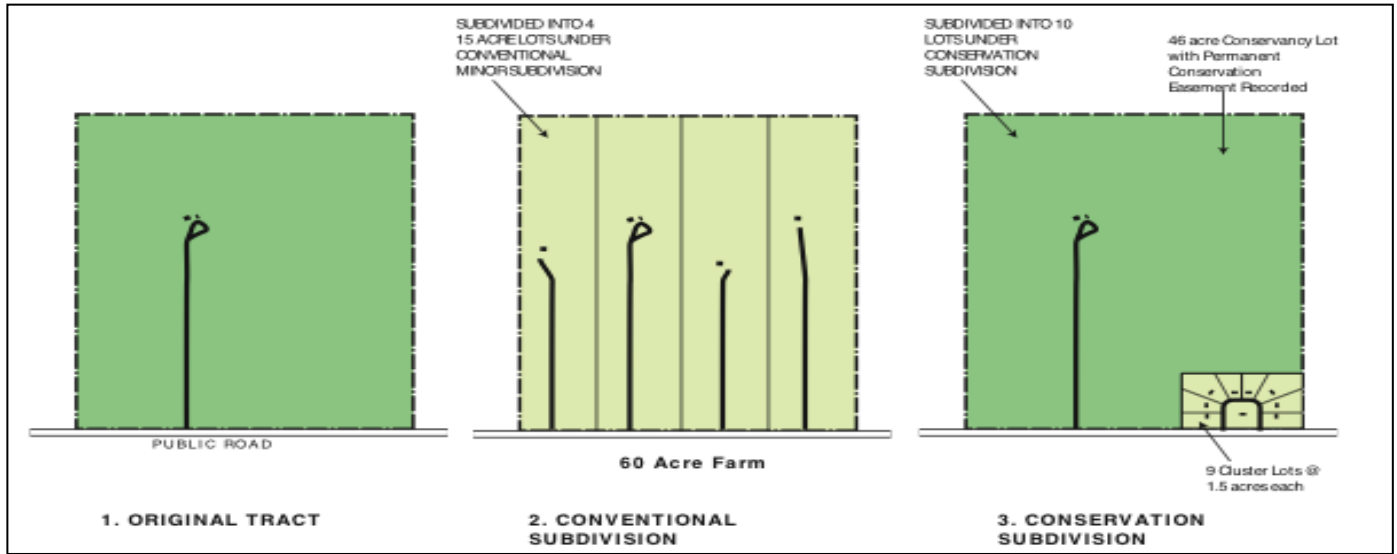 SUBDIVIDED INTO 4
15 ACRE LOTS UNDER
CONVENTIONAL
MINOR SUBDIVISION
SUBDIVIDED INTO 10
LOTS UNDER
CONSERVATION
SUBDIVISION
46 acre Conservancy Lot
with Permanent
Conservation
Easement Recorded
PUBLIC ROAD
60 Acre Farm
9 Cluster Lots @
1.5 acres each
1. ORIGINAL TRACT
2. CONVENTIONAL
SUBDIVISION
3. CONSERVATION
SUBDIVISION